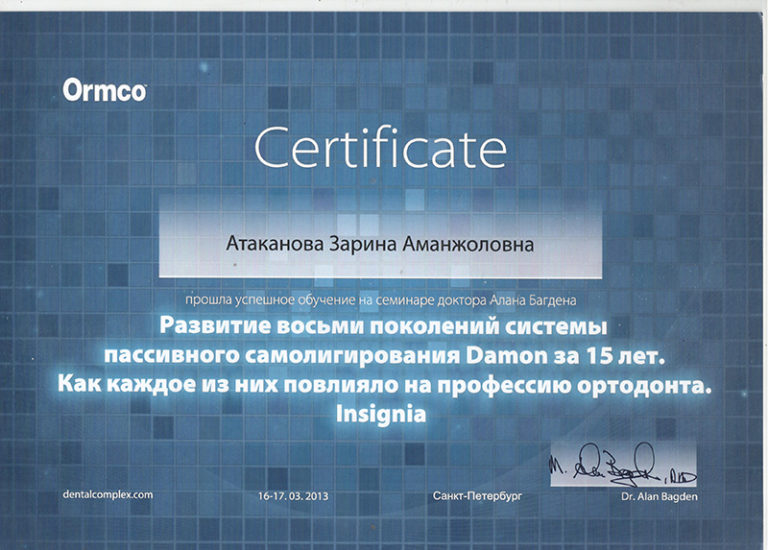 Ormco
Certificate
Атаканова Зарина Аманжоловна
прошла успешное обучение на семинаре доктора Алана Багдена
Развитие восьми поколений системы
пассивного самолигирования Damon за 15 лет.
Как каждое из них повлияло на профессию ортодонта.
Insignia
dentalcomplex.com
16-17. 03. 2013
Санкт-Петербург
Dr. Alan Bagden